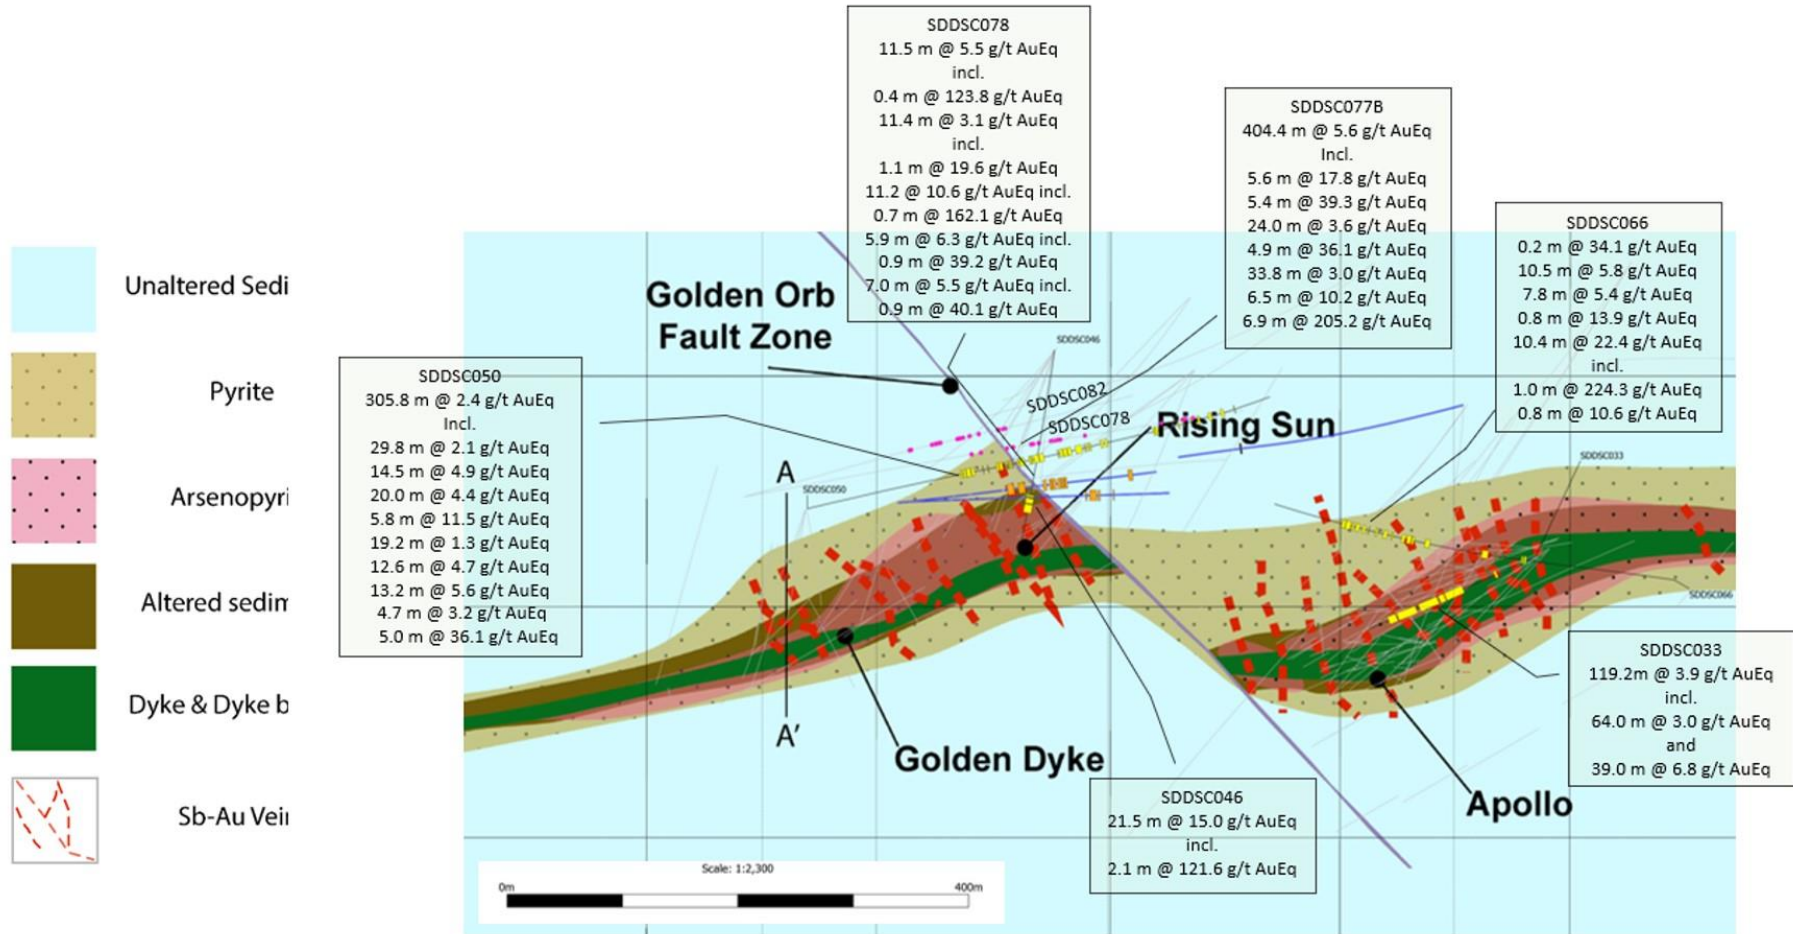 SDDSC078
11.5 m @ 5.5 g/t AuEq
incl.
0.4 m @ 123.8 g/t AuEq
11.4 m @ 3.1 g/t AuEq
incl.
1.1 m @ 19.6 g/t AuEq
11.2 @ 10.6 g/t AuEq incl.
0.7 m @ 162.1 g/t AuEq
5.9 m @ 6.3 g/t AuEq incl.
0.9 m @ 39.2 g/t AuEq
7.0 m @ 5.5 g/t AuEq incl.
0.9 m @ 40.1 g/t AuEq
SDDSC077B
404.4 m @ 5.6 g/t AuEq
Incl.
5.6 m @ 17.8 g/t AuEq
5.4 m @ 39.3 g/t AuEq
24.0 m @ 3.6 g/t AuEq
4.9 m @ 36.1 g/t AuEq
33.8 m @ 3.0 g/t AuEq
6.5 m @ 10.2 g/t AuEq
6.9 m @ 205.2 g/t AuEq
SDDSC066
0.2 m @ 34.1 g/t AuEq
10.5 m @ 5.8 g/t AuEq
7.8 m @ 5.4 g/t AuEq
0.8 m @ 13.9 g/t AuEq
10.4 m @ 22.4 g/t AuEq
incl.
1.0 m @ 224.3 g/t AuEq
0.8 m @ 10.6 g/t AuEq
Unaltered Sedi
Pyrite
Arsenopyri
Altered sedim
Dyke & Dyke b
Sb-Au Vei
Golden Orb
Fault Zone
SDDSC050
305.8 m @ 2.4 g/t AuEq
Incl.
29.8 m @ 2.1 g/t AuEq
14.5 m @ 4.9 g/t AuEq
20.0 m @ 4.4 g/t AuEq
5.8 m @ 11.5 g/t AuEq
19.2 m @ 1.3 g/t AuEq
12.6 m @ 4.7 g/t AuEq
13.2 m @ 5.6 g/t AuEq
4.7 m @ 3.2 g/t AuEq
5.0 m @ 36.1 g/t AuEq
SDDSC046
SDDSC082
SDDSC078
Rising Sun
SDDSC033
A
SDDSC050
SDDSC066
A'
Golden Dyke
Apollo
SDDSC033
119.2m @ 3.9 g/t AuEq
incl.
64.0 m @ 3.0 g/t AuEq
and
39.0 m @ 6.8 g/t AuEq
SDDSC046
21.5 m @ 15.0 g/t AuEq
incl.
2.1 m @ 121.6 g/t AuEq
Scale: 1:2,300
0m 400m